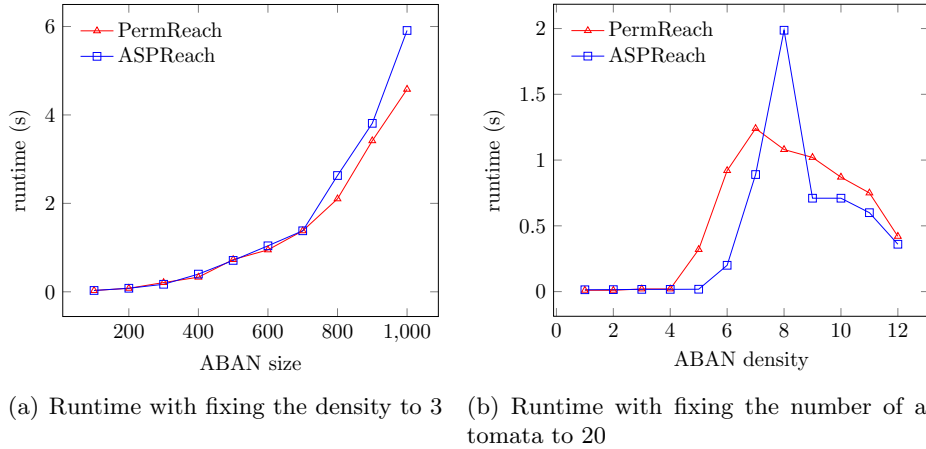 6
4
2
0
runtime (s)
PermReach
ASPReach
200 400 600 800 1,000
ABAN size
2
1.5
1
0.5
0
runtime (s)
PermReach
ASPReach
0 2 4 6 8 10 12
ABAN density
(a) Runtime with fixing the density to 3
(b) Runtime with fixing the number of a
tomata to 20